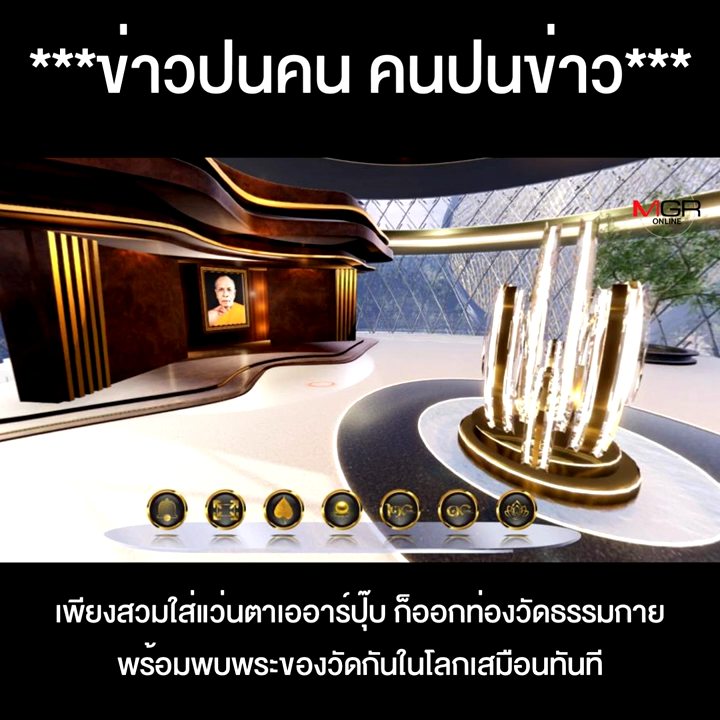 ***ข่าวปนคน คนปนข่าว***
MGR
ONLINE
เพียงสวมใส่แว่นตาเออาร์ปุ๊บ ก็ออกท่องวัดธรรมกาย
พร้อมพบพระของวัดกันในโลกเสมือนทันที